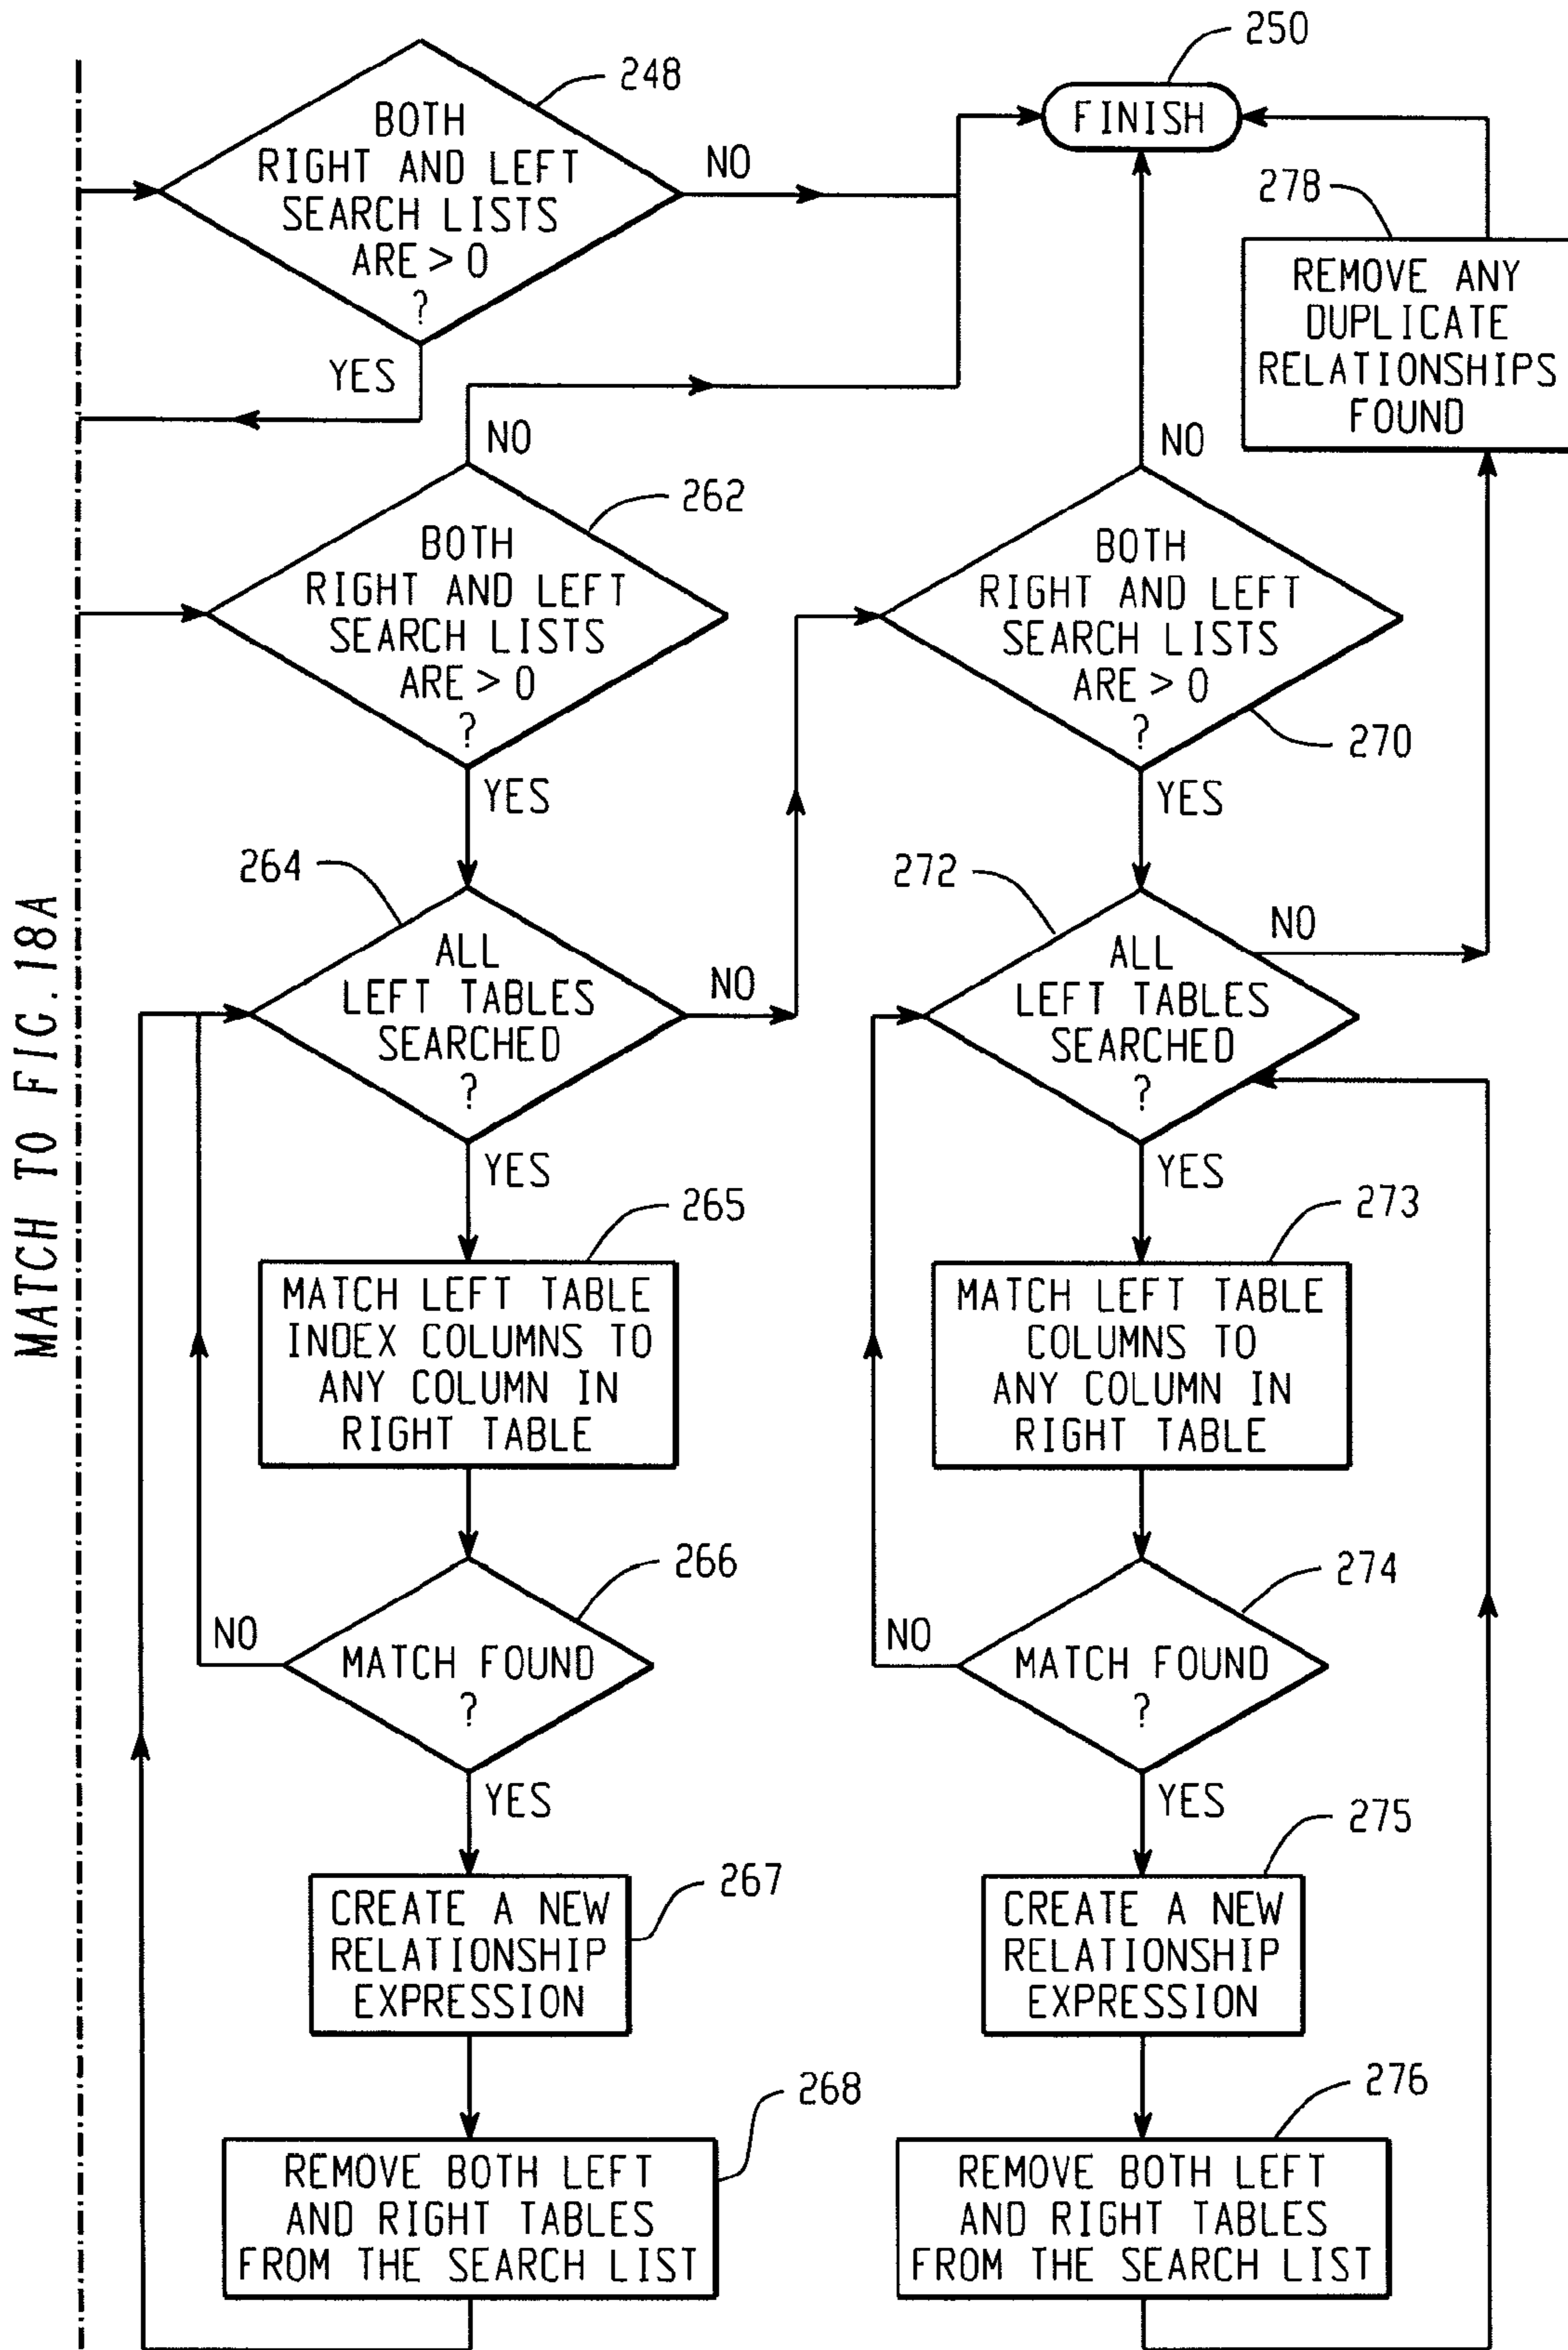 MATCH TO FIG. 18A
248
BOTH
RIGHT AND LEFT
SEARCH LISTS
ARE > 0
?
NO
YES
250
FINISH
278
REMOVE ANY
DUPLICATE
RELATIONSHIPS
FOUND
NO
262
BOTH
RIGHT AND LEFT
SEARCH LISTS
ARE > 0
?
YES
NO
BOTH
RIGHT AND LEFT
SEARCH LISTS
ARE > 0
?
270
YES
264
ALL
LEFT TABLES
SEARCHED
?
NO
YES
272
ALL
LEFT TABLES
SEARCHED
?
NO
YES
265
MATCH LEFT TABLE
INDEX COLUMNS TO
ANY COLUMN IN
RIGHT TABLE
273
MATCH LEFT TABLE
COLUMNS TO
ANY COLUMN IN
RIGHT TABLE
266
NO
MATCH FOUND
?
YES
274
NO
MATCH FOUND
?
YES
267
CREATE A NEW
RELATIONSHIP
EXPRESSION
275
CREATE A NEW
RELATIONSHIP
EXPRESSION
268
REMOVE BOTH LEFT
AND RIGHT TABLES
FROM THE SEARCH LIST
276
REMOVE BOTH LEFT
AND RIGHT TABLES
FROM THE SEARCH LIST